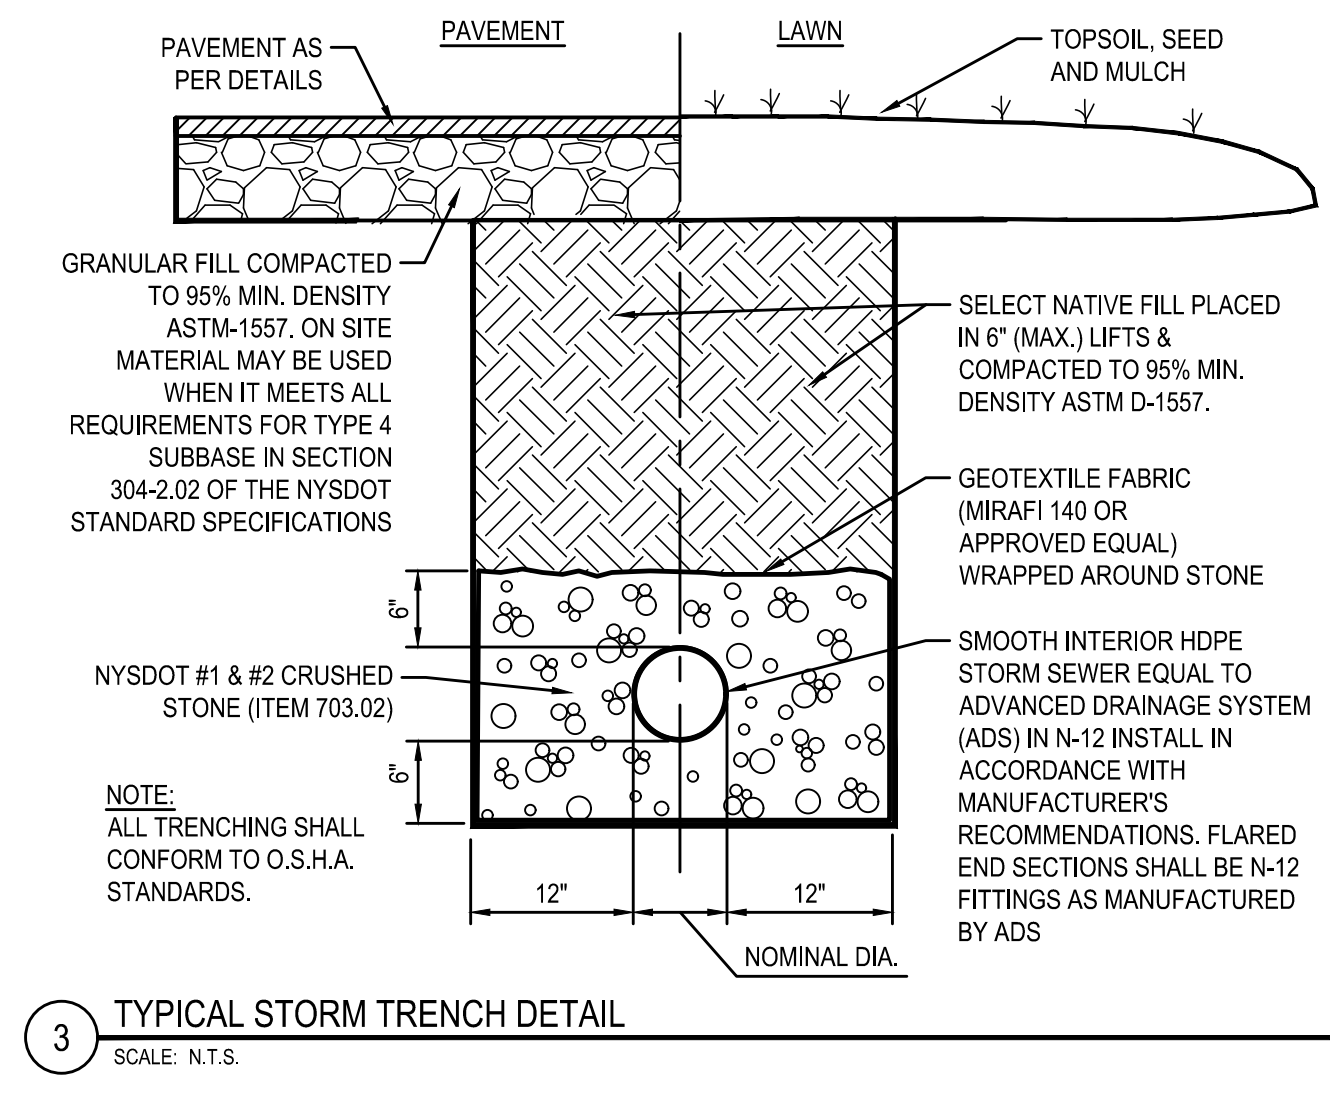 PAVEMENT
LAWN
PAVEMENT AS
PER DETAILS
TOPSOIL, SEED
AND MULCH
GRANULAR FILL COMPACTED
TO 95% MIN. DENSITY
ASTM-1557. ON SITE
MATERIAL MAY BE USED
WHEN IT MEETS ALL
REQUIREMENTS FOR TYPE 4
SUBBASE IN SECTION
304-2.02 OF THE NYSDOT
STANDARD SPECIFICATIONS
SELECT NATIVE FILL PLACED
IN 6" (MAX.) LIFTS &
COMPACTED TO 95% MIN.
DENSITY ASTM D-1557.
GEOTEXTILE FABRIC
(MIRAFI 140 OR
APPROVED EQUAL)
WRAPPED AROUND STONE
6"
NYSDOT #1 & #2 CRUSHED
STONE (ITEM 703.02)
6"
SMOOTH INTERIOR HDPE
STORM SEWER EQUAL TO
ADVANCED DRAINAGE SYSTEM
(ADS) IN N-12 INSTALL IN
ACCORDANCE WITH
MANUFACTURER'S
RECOMMENDATIONS. FLARED
END SECTIONS SHALL BE N-12
FITTINGS AS MANUFACTURED
BY ADS
NOTE:
ALL TRENCHING SHALL
CONFORM TO O.S.H.A.
STANDARDS.
12"
12"
NOMINAL DIA.
3
TYPICAL STORM TRENCH DETAIL
SCALE: N.T.S.